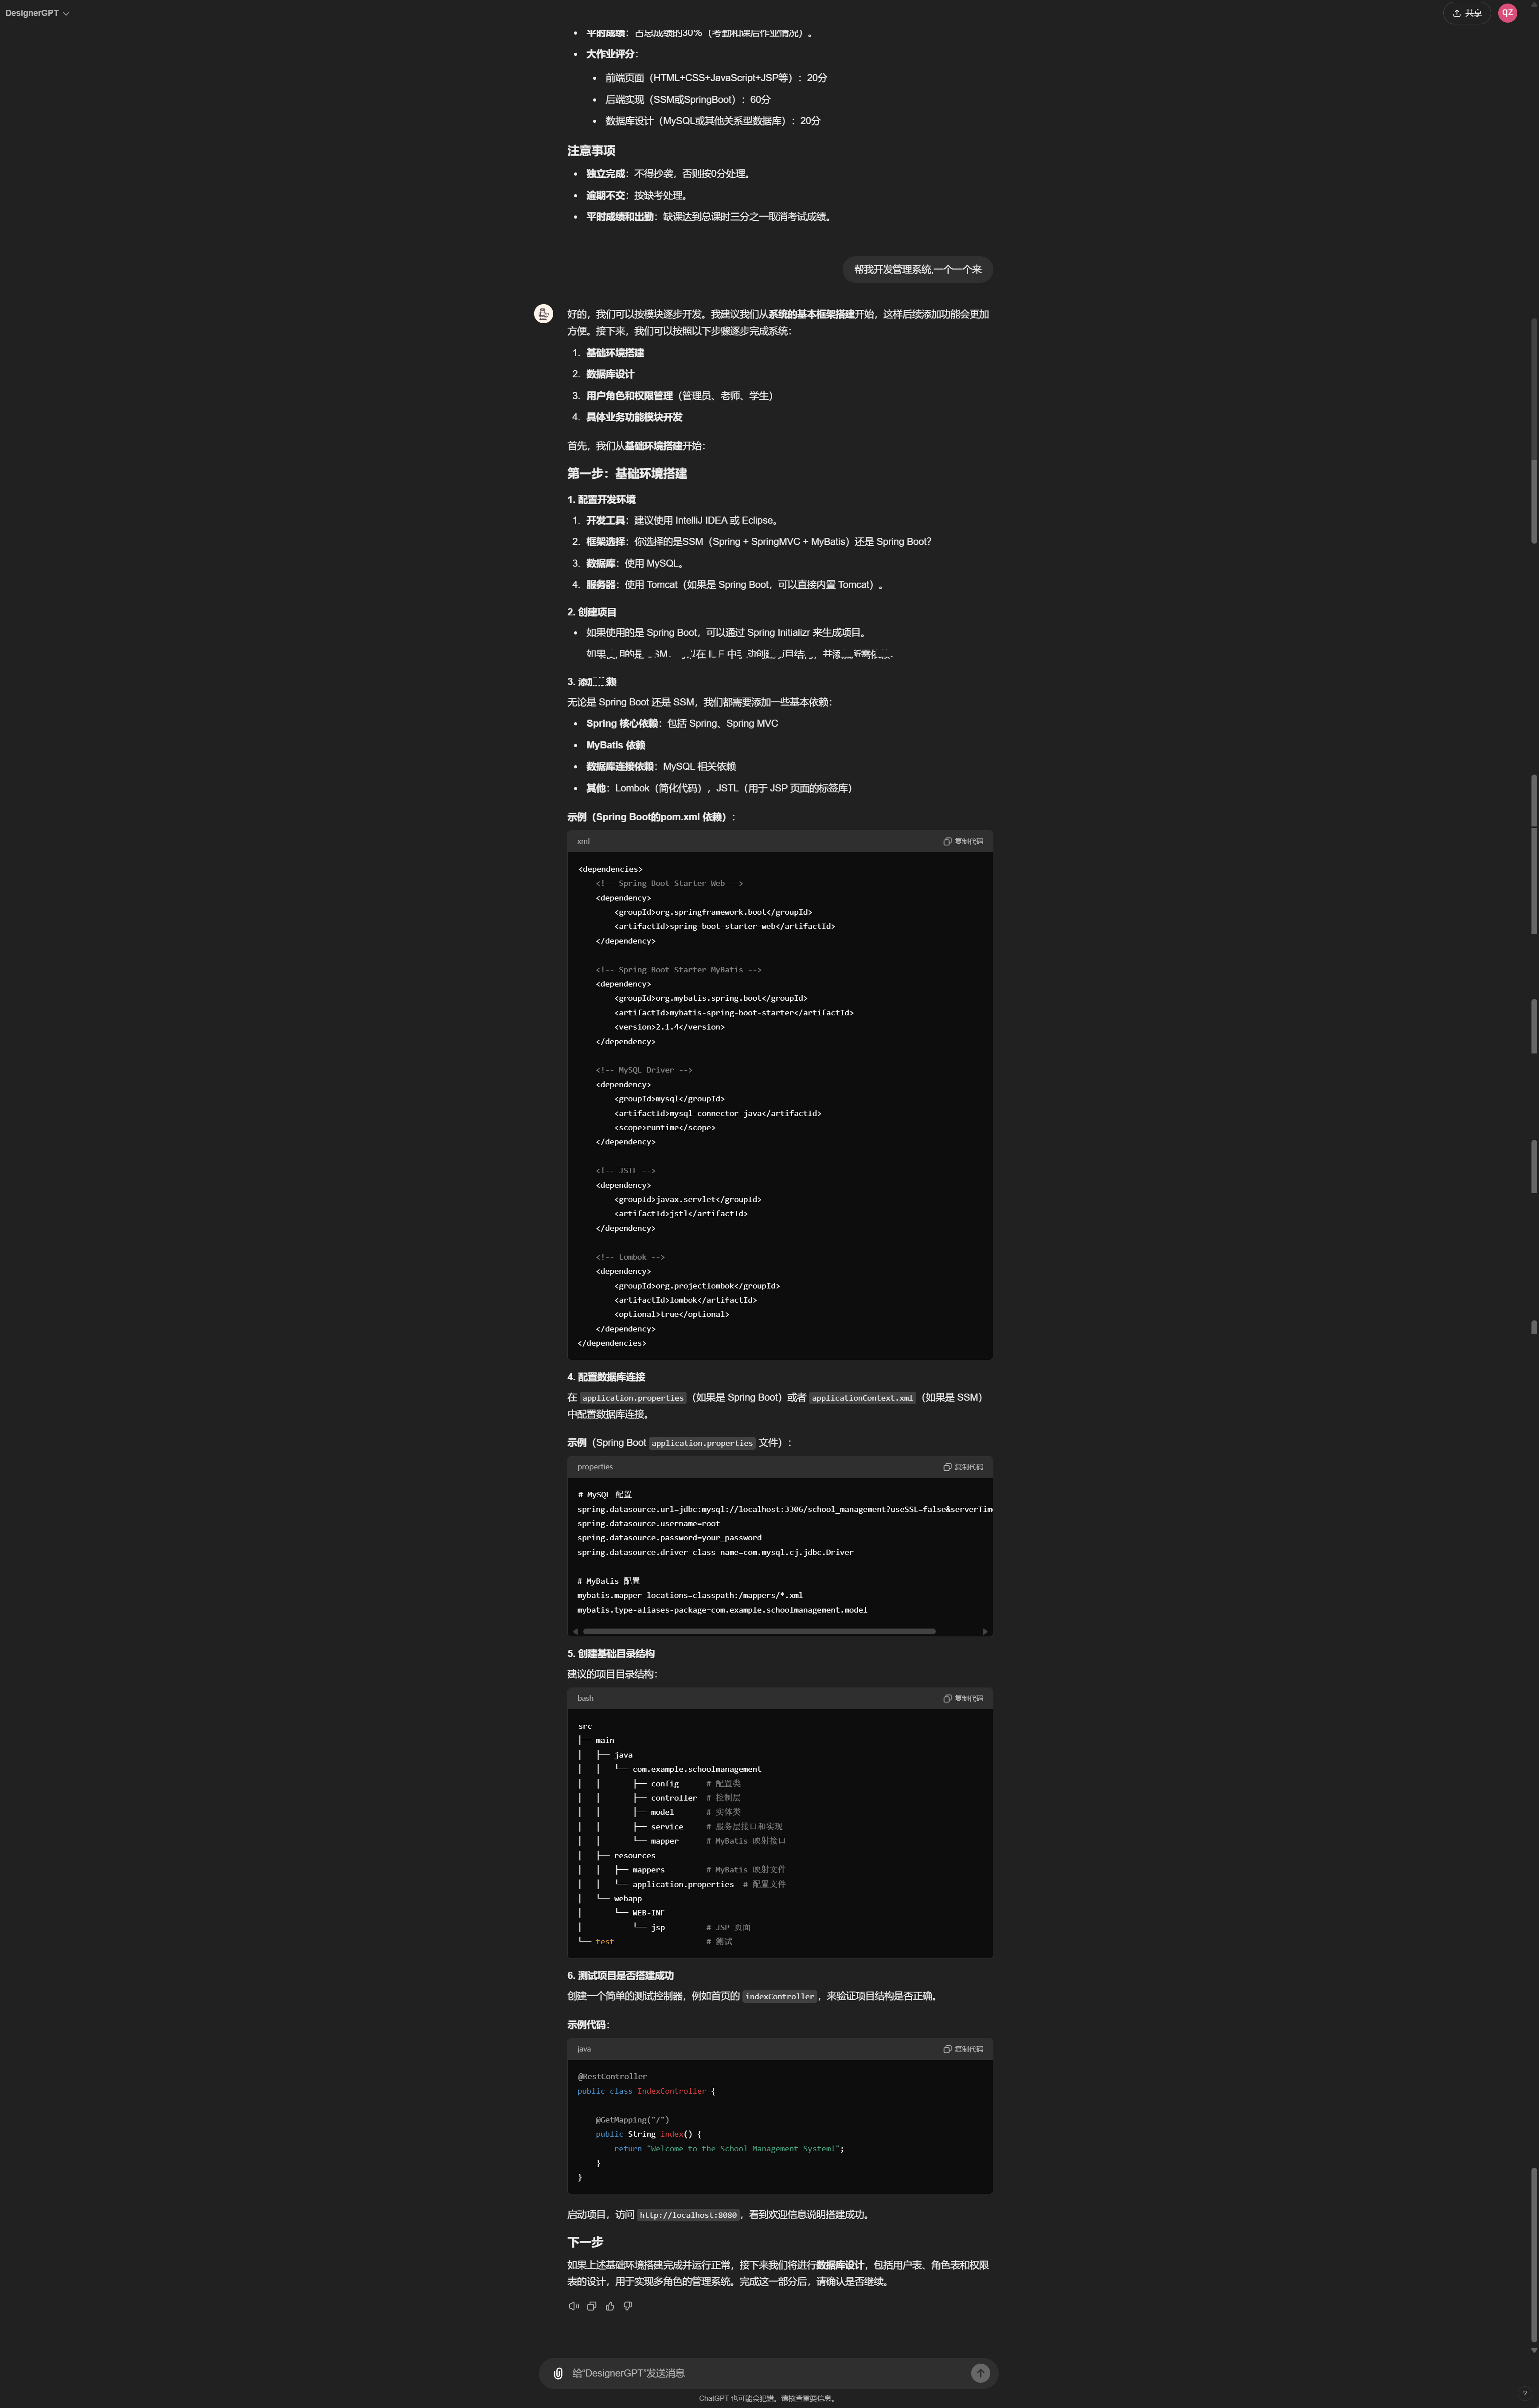 DesignerGPT
共享
QZ
平时成绩：占总成绩的30%（考勤和课后作业情况）。
大作业评分：
前端页面（HTML+CSS+JavaScript+JSP等）：20分
后端实现（SSM或SpringBoot）：60分
数据库设计（MySQL或其他关系型数据库）：20分
注意事项
独立完成：不得抄袭，否则按0分处理。
逾期不交：按缺考处理。
平时成绩和出勤：缺课达到总课时三分之一取消考试成绩。
帮我开发管理系统,一个一个来
好的，我们可以按模块逐步开发。我建议我们从系统的基本框架搭建开始，这样后续添加功能会更加
方便。接下来，我们可以按照以下步骤逐步完成系统：
1. 基础环境搭建
2. 数据库设计
3. 用户角色和权限管理（管理员、老师、学生）
4. 具体业务功能模块开发
首先，我们从基础环境搭建开始：
第一步：基础环境搭建
1. 配置开发环境
1. 开发工具：建议使用 IntelliJ IDEA 或 Eclipse。
2. 框架选择：你选择的是SSM（Spring + SpringMVC + MyBatis）还是 Spring Boot？
3. 数据库：使用 MySQL。
4. 服务器：使用 Tomcat（如果是 Spring Boot，可以直接内置 Tomcat）。
2. 创建项目
如果使用的是 Spring Boot，可以通过 Spring Initializr 来生成项目。
如果 的是 SM 在 中 动创建 目结构，并添
3. 添加 赖
无论是 Spring Boot 还是 SSM，我们都需要添加一些基本依赖：
Spring 核心依赖：包括 Spring、Spring MVC
MyBatis 依赖
数据库连接依赖：MySQL 相关依赖
其他：Lombok（简化代码），JSTL（用于 JSP 页面的标签库）
示例（Spring Boot的pom.xml 依赖）：
xml
复制代码
<dependencies>
    <!-- Spring Boot Starter Web -->
    <dependency>
        <groupId>org.springframework.boot</groupId>
        <artifactId>spring-boot-starter-web</artifactId>
    </dependency>
    <!-- Spring Boot Starter MyBatis -->
    <dependency>
        <groupId>org.mybatis.spring.boot</groupId>
        <artifactId>mybatis-spring-boot-starter</artifactId>
        <version>2.1.4</version>
    </dependency>
    <!-- MySQL Driver -->
    <dependency>
        <groupId>mysql</groupId>
        <artifactId>mysql-connector-java</artifactId>
        <scope>runtime</scope>
    </dependency>
    <!-- JSTL -->
    <dependency>
        <groupId>javax.servlet</groupId>
        <artifactId>jstl</artifactId>
    </dependency>
    <!-- Lombok -->
    <dependency>
        <groupId>org.projectlombok</groupId>
        <artifactId>lombok</artifactId>
        <optional>true</optional>
    </dependency>
</dependencies>
4. 配置数据库连接
在 application.properties（如果是 Spring Boot）或者 applicationContext.xml（如果是 SSM）
中配置数据库连接。
示例（Spring Boot application.properties 文件）：
properties
复制代码
# MySQL 配置
spring.datasource.url=jdbc:mysql://localhost:3306/school_management?useSSL=false&serverTim
spring.datasource.username=root
spring.datasource.password=your_password
spring.datasource.driver-class-name=com.mysql.cj.jdbc.Driver
# MyBatis 配置
mybatis.mapper-locations=classpath:/mappers/*.xml
mybatis.type-aliases-package=com.example.schoolmanagement.model
5. 创建基础目录结构
建议的项目目录结构：
bash
复制代码
src
├── main
│   ├── java
│   │   └── com.example.schoolmanagement
│   │       ├── config      # 配置类
│   │       ├── controller  # 控制层
│   │       ├── model       # 实体类
│   │       ├── service     # 服务层接口和实现
│   │       └── mapper      # MyBatis 映射接口
│   ├── resources
│   │   ├── mappers         # MyBatis 映射文件
│   │   └── application.properties  # 配置文件
│   └── webapp
│       └── WEB-INF
│           └── jsp         # JSP 页面
└── test                    # 测试
6. 测试项目是否搭建成功
创建一个简单的测试控制器，例如首页的 indexController，来验证项目结构是否正确。
示例代码：
java
复制代码
@RestController
public class IndexController {
    @GetMapping("/")
    public String index() {
        return "Welcome to the School Management System!";
    }
}
启动项目，访问 http://localhost:8080，看到欢迎信息说明搭建成功。
下一步
如果上述基础环境搭建完成并运行正常，接下来我们将进行数据库设计，包括用户表、角色表和权限
表的设计，用于实现多角色的管理系统。完成这一部分后，请确认是否继续。
给“DesignerGPT”发送消息
ChatGPT 也可能会犯错。请核查重要信息。
?